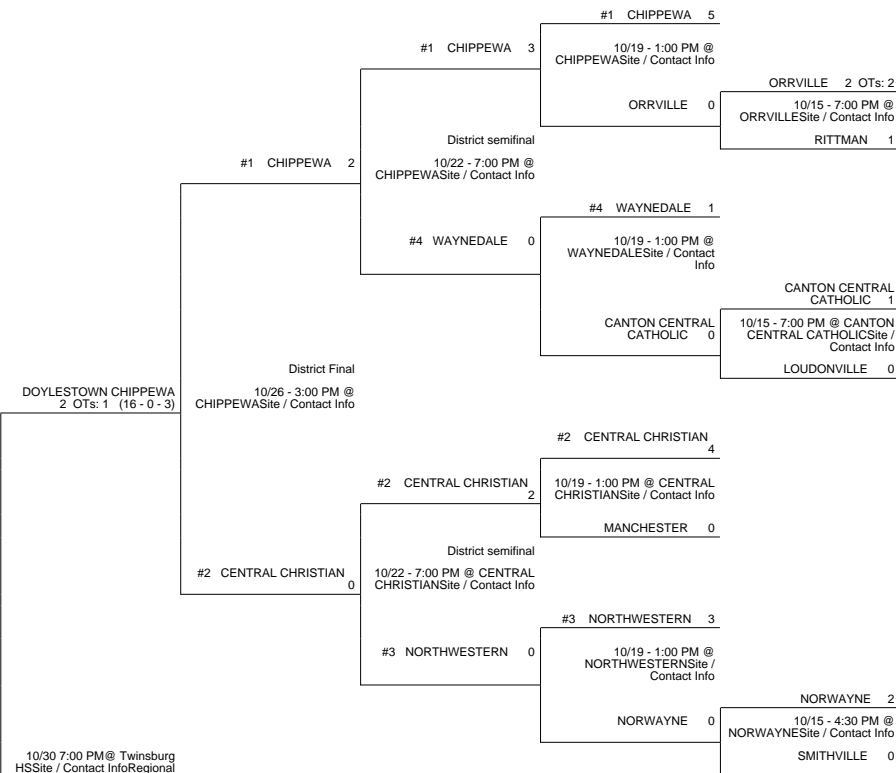 #1 CHIPPEWA 5
#1 CHIPPEWA 3
10/19 - 1:00 PM @
CHIPPEWASite / Contact Info
ORRVILLE 2 OTs: 2
ORRVILLE 0
10/15 - 7:00 PM @
ORRVILLESite / Contact Info
District semifinal
RITTMAN 1
#1 CHIPPEWA 2
10/22 - 7:00 PM @
CHIPPEWASite / Contact Info
#4 WAYNEDALE 1
#4 WAYNEDALE 0
10/19 - 1:00 PM @
WAYNEDALESite / Contact
Info
CANTON CENTRAL
CATHOLIC 1
CANTON CENTRAL
CATHOLIC 0
10/15 - 7:00 PM @ CANTON
CENTRAL CATHOLICSite /
Contact Info
District Final
LOUDONVILLE 0
DOYLESTOWN CHIPPEWA
2 OTs: 1 (16 - 0 - 3)
10/26 - 3:00 PM @
CHIPPEWASite / Contact Info
#2 CENTRAL CHRISTIAN
4
#2 CENTRAL CHRISTIAN
2
10/19 - 1:00 PM @ CENTRAL
CHRISTIANSite / Contact Info
MANCHESTER 0
District semifinal
#2 CENTRAL CHRISTIAN
0
10/22 - 7:00 PM @ CENTRAL
CHRISTIANSite / Contact Info
#3 NORTHWESTERN 3
#3 NORTHWESTERN 0
10/19 - 1:00 PM @
NORTHWESTERNSite /
Contact Info
NORWAYNE 2
NORWAYNE 0
10/15 - 4:30 PM @
NORWAYNESite / Contact Info
SMITHVILLE 0
10/30 7:00 PM@ Twinsburg
HSSite / Contact InfoRegional